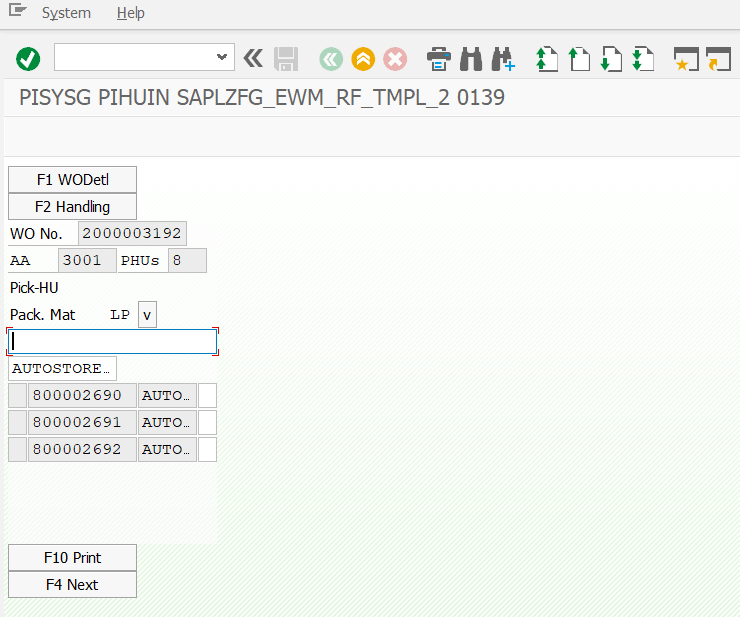 System Help
PISYSG PIHUIN SAPLZFG_EWM_RF_TMPL_2 0139
F1 WODetl
F2 Handling
WO No. 2000003192
AA 3001 PHUs 8
Pick-HU
Pack. Mat LP v
AUTOSTORE…
800002690 AUTO…
800002691 AUTO…
800002692 AUTO…
F10 Print
F4 Next